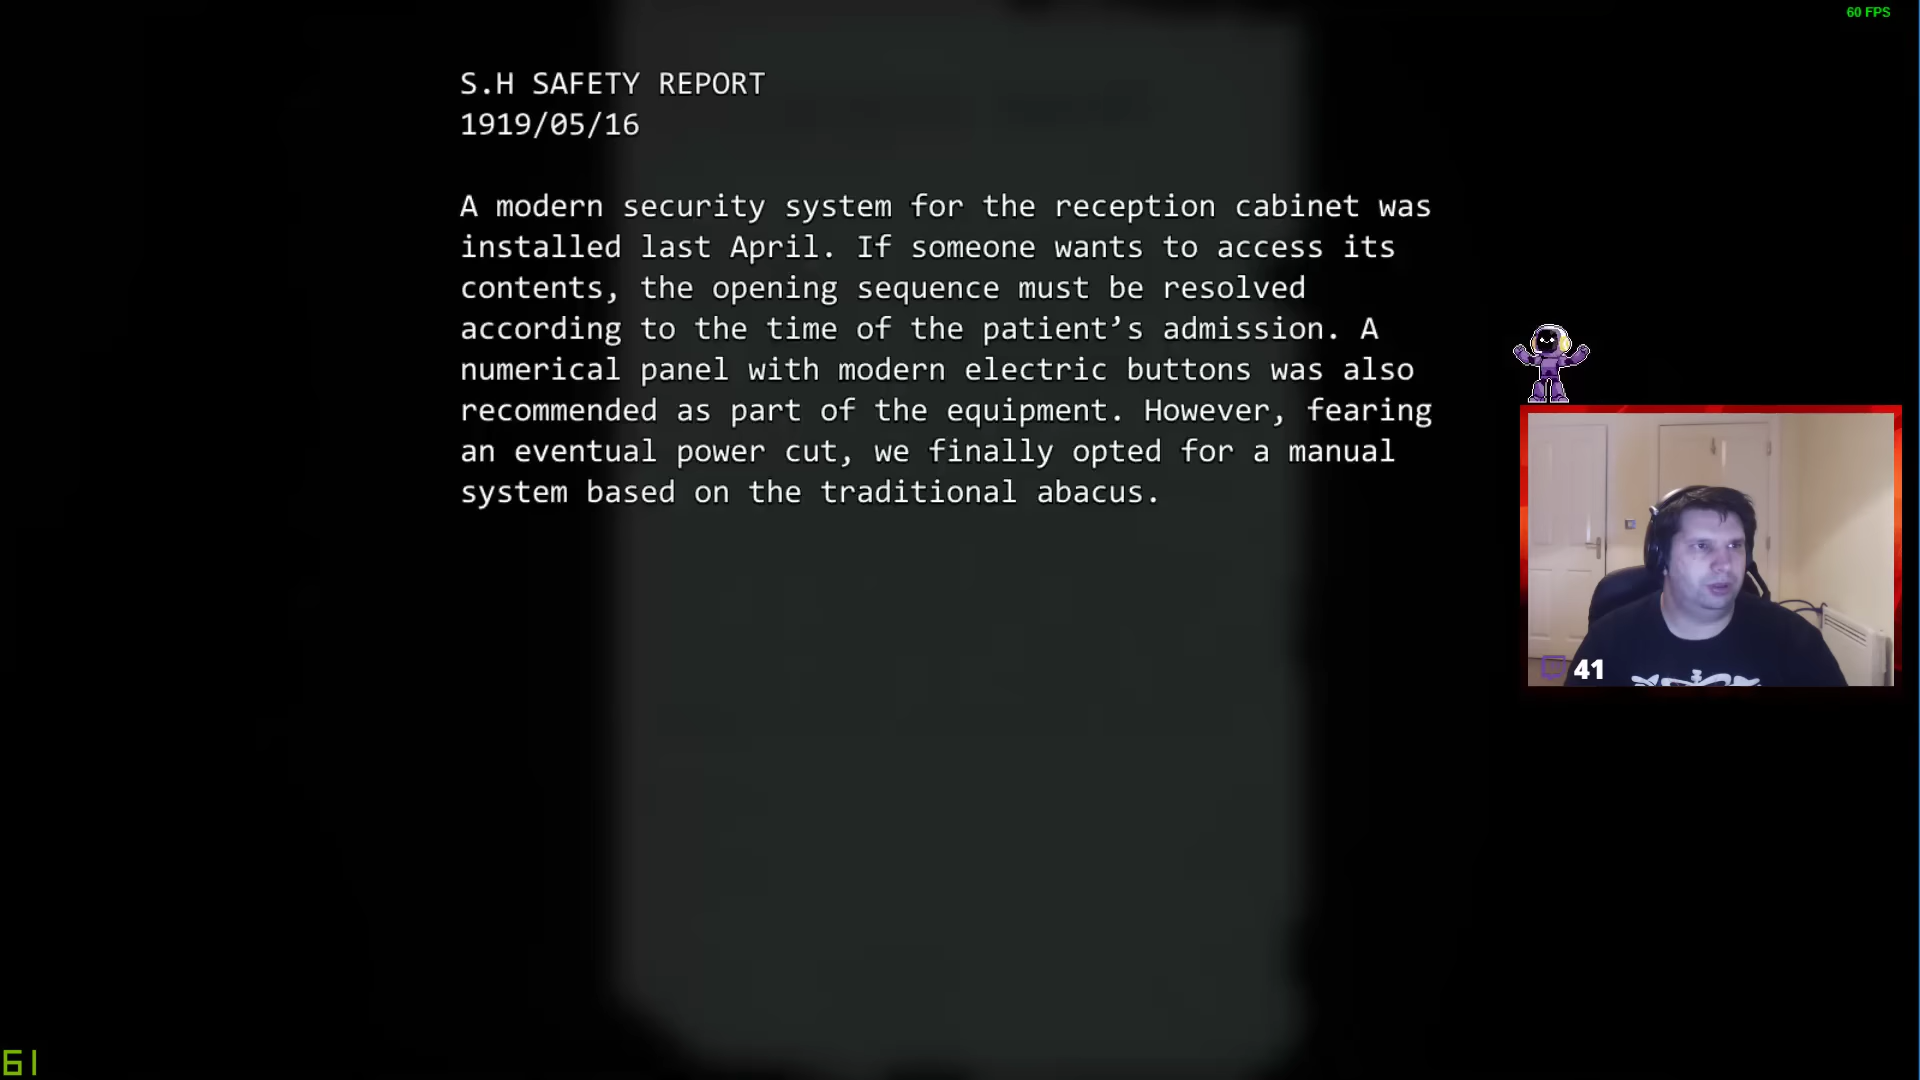 60 FPS
S.H SAFETY REPORT
1919/05/16
A modern security system for the reception cabinet was
installed last April. If someone wants to access its
contents, the opening sequence must be resolved
according to the time of the patient’s admission. A
numerical panel with modern electric buttons was also
recommended as part of the equipment. However, fearing
an eventual power cut, we finally opted for a manual
system based on the traditional abacus.
41
61